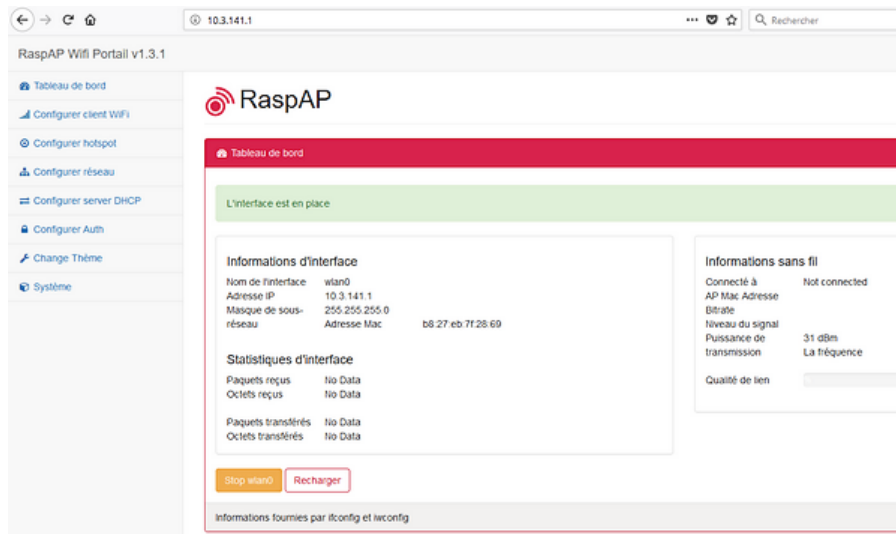 10.3.141.1
Rechercher
RaspAP Wifi Portail v1.3.1
Tableau de bord
Configurer client WiFi
Configurer hotspot
Configurer réseau
Configurer server DHCP
Configurer Auth
Change Thème
Système
RaspAP
Tableau de bord
L'interface est en place
Informations d'interface
Nom de l'interface wlan0
Adresse IP 10.3.141.1
Masque de sous- 255.255.255.0
réseau Adresse Mac b8:27:eb:7f:28:69
Statistiques d'interface
Paquets reçus No Data
Octets reçus No Data
Paquets transférés No Data
Octets transférés No Data
Informations sans fil
Connecté à Not connected
AP Mac Adresse
Bitrate
Niveau du signal
Puissance de 31 dBm
transmission La fréquence
Qualité de lien
Stop wlan0 Recharger
Informations fournies par ifconfig et iwconfig